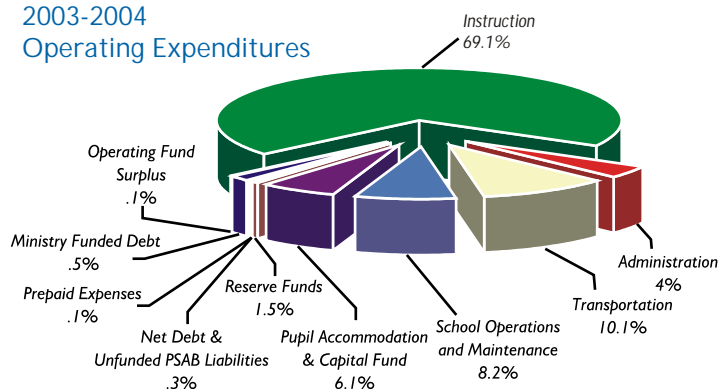 2003-2004
Operating Expenditures
Instruction
69.1%
Operating Fund
Surplus
.1%
Ministry Funded Debt
.5%
Prepaid Expenses
.1%
Net Debt &
Unfunded PSAB Liabilities
.3%
Reserve Funds
1.5%
Pupil Accommodation
& Capital Fund
6.1%
School Operations
and Maintenance
8.2%
Transportation
10.1%
Administration
4%